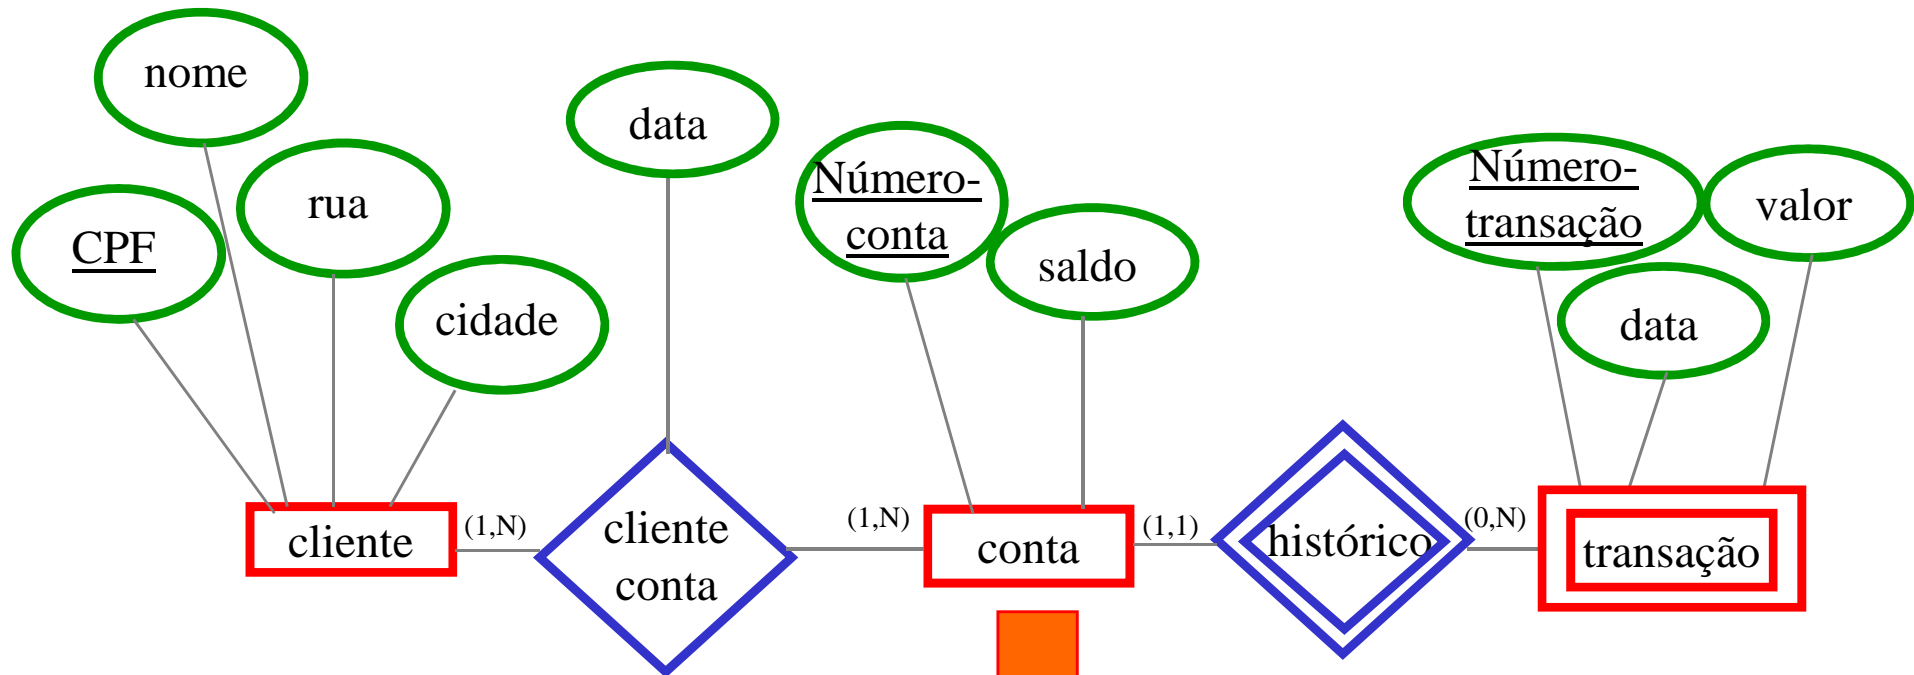 nome
data
Número-
conta
Número-
transação
valor
rua
CPF
saldo
cidade
data
cliente
(1,N)
cliente
conta
(1,N)
conta
(1,1)
histórico
(0,N)
transação